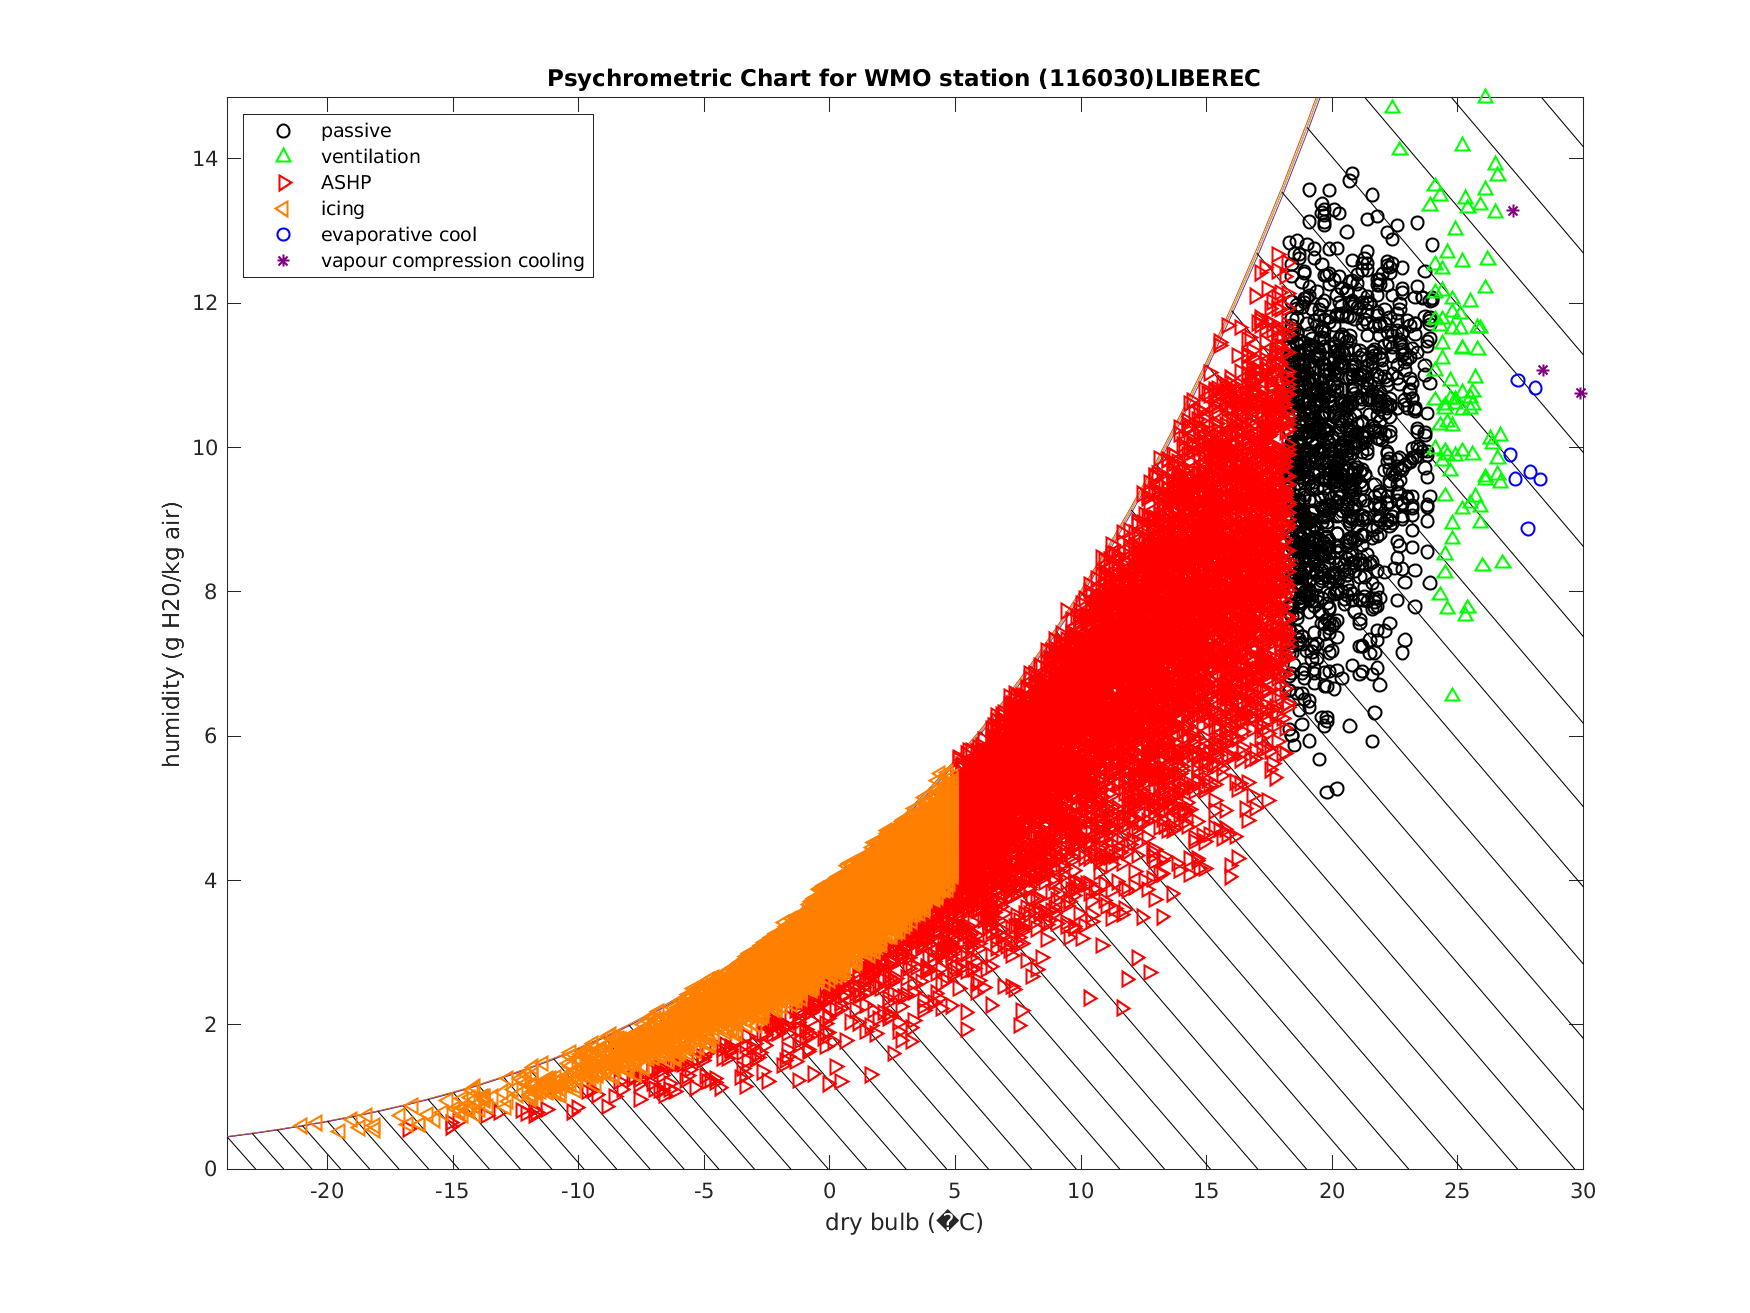 Psychrometric Chart for WMO station (116030)LIBEREC
passive
ventilation
ASHP
icing
evaporative cool
vapour compression cooling
humidity (g H20/kg air)
14
12
10
8
6
4
2
0
-20 -15 -10 -5 0 5 10 15 20 25 30
dry bulb (�C)